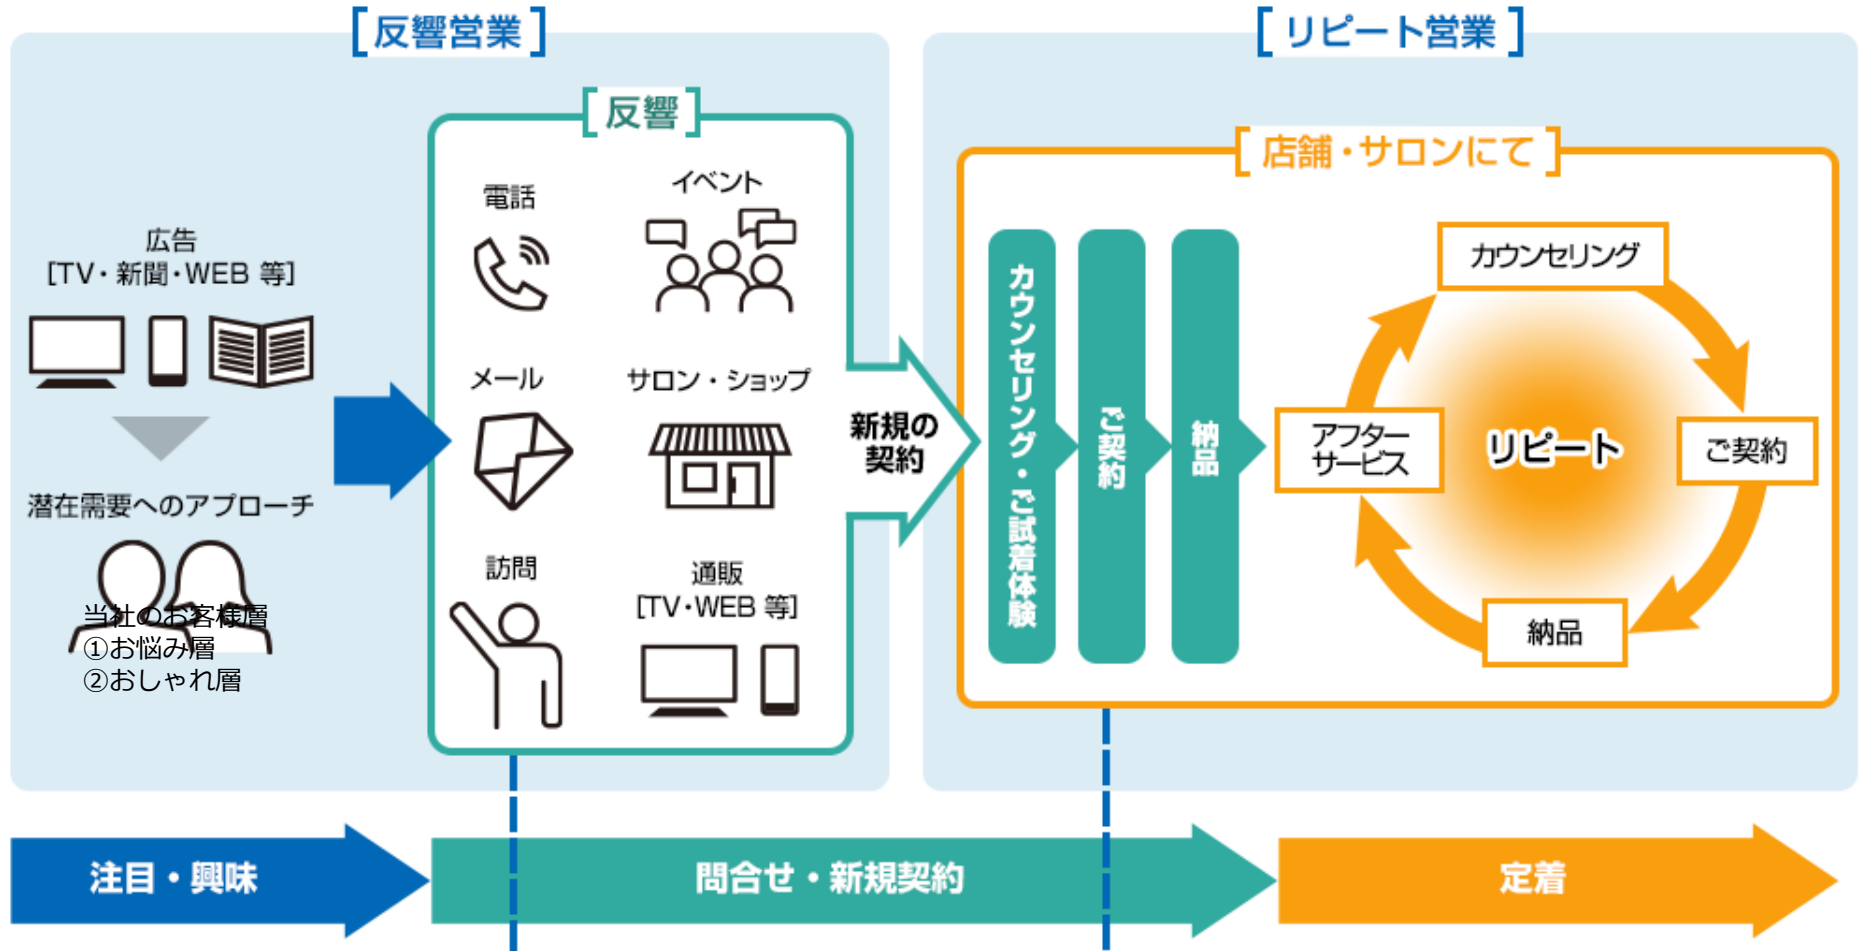 [反響営業]
広告
[TV・新聞・WEB 等]
潜在需要へのアプローチ
当社のお客様層
①お悩み層
②おしゃれ層
[反響]
電話
イベント
メール
サロン・ショップ
訪問
通販
[TV・WEB 等]
新規の
契約
[リピート営業]
[店舗・サロンにて]
カウンセリング・ご試着体験
ご契約
納品
カウンセリング
ご契約
納品
アフター
サービス
リピート
注目・興味
問合せ・新規契約
定着